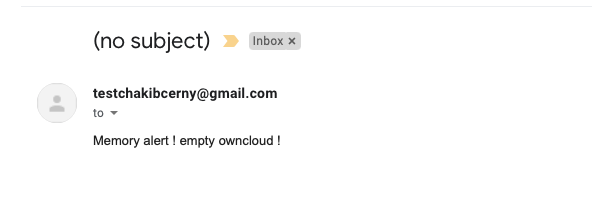 (no subject) Inbox ×
testchakibcerny@gmail.com
to
Memory alert ! empty owncloud !